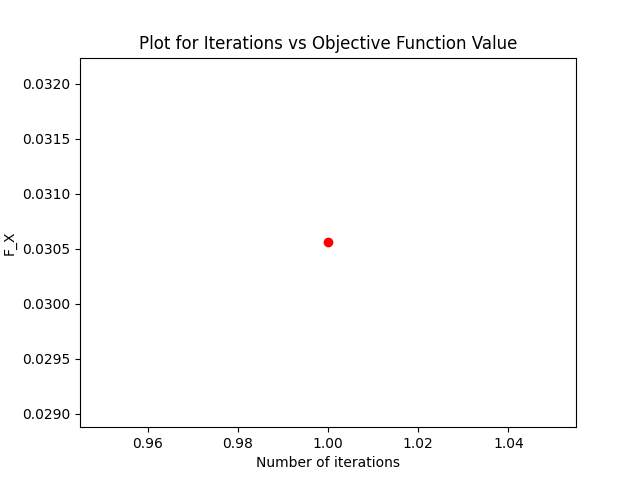 Plot for Iterations vs Objective Function Value
0.0320
0.0315
0.0310
0.0305
0.0300
0.0295
0.0290
F_X
0.96 0.98 1.00 1.02 1.04
Number of iterations